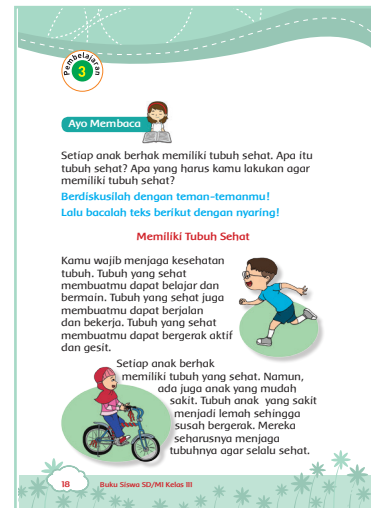 Pembelajaran
3
Ayo Membaca
Setiap anak berhak memiliki tubuh sehat. Apa itu
tubuh sehat? Apa yang harus kamu lakukan agar
memiliki tubuh sehat?
Berdiskusilah dengan teman-temanmu!
Lalu bacalah teks berikut dengan nyaring!
Memiliki Tubuh Sehat
Kamu wajib menjaga kesehatan
tubuh. Tubuh yang sehat
membuatmu dapat belajar dan
bermain. Tubuh yang sehat juga
membuatmu dapat berjalan
dan bekerja. Tubuh yang sehat
membuatmu dapat bergerak aktif
dan gesit.
Setiap anak berhak
memiliki tubuh yang sehat. Namun,
ada juga anak yang mudah
sakit. Tubuh anak yang sakit
menjadi lemah sehingga
susah bergerak. Mereka
seharusnya menjaga
tubuhnya agar selalu sehat.
18
Buku Siswa SD/MI Kelas III